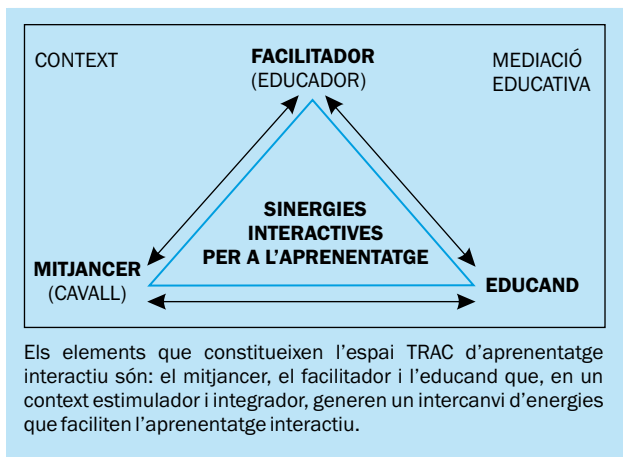 CONTEXT
FACILITADOR
(EDUCADOR)
MEDIACIÓ
EDUCATIVA
SINERGIES
INTERACTIVES
PER A L'APRENENTATGE
MITJANCER
(CAVALL)
EDUCAND
Els elements que constitueixen l'espai TRAC d'aprenentatge
interactiu són: el mitjancer, el facilitador i l'educand que, en un
context estimulador i integrador, generen un intercanvi d'energies
que faciliten l'aprenentatge interactiu.